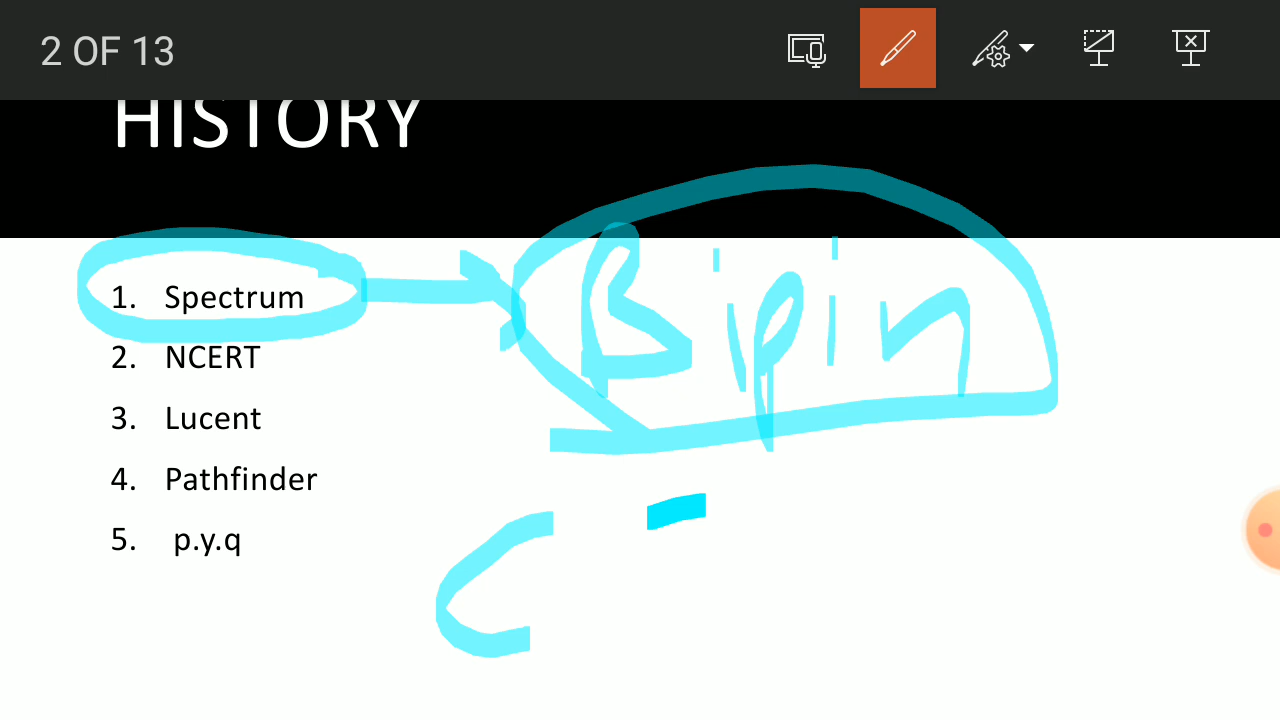 2 OF 13
HISTORY
1. Spectrum
Bipin
2. NCERT
3. Lucent
4. Pathfinder
5. p.y.q
C